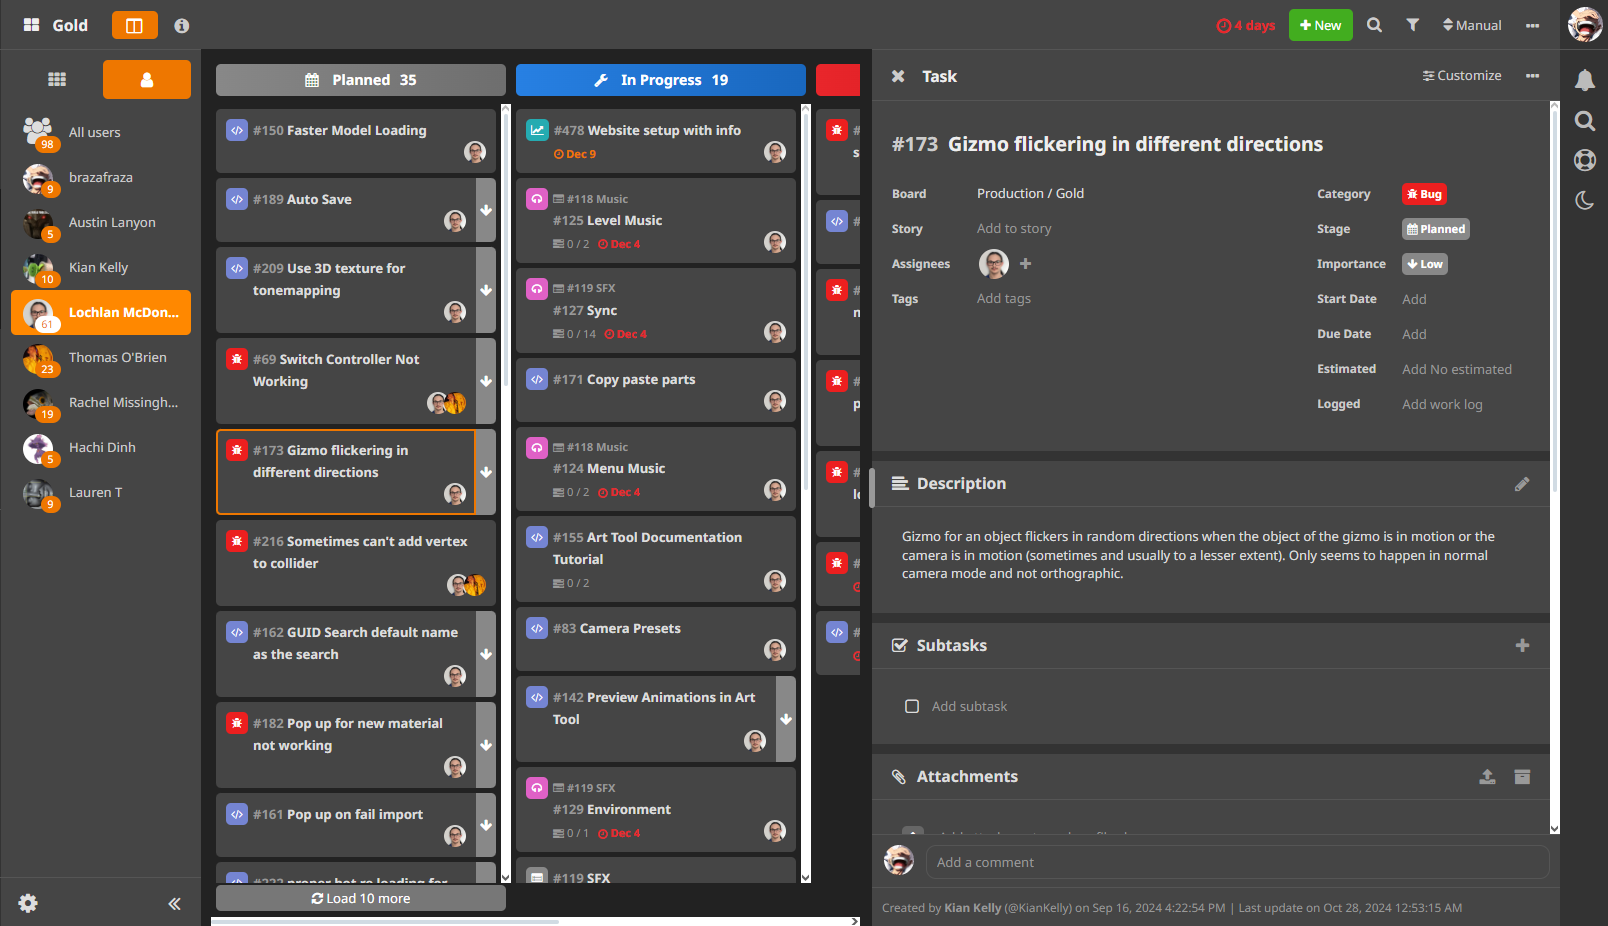 Gold
4 days
New
Manual
All users
98
brazafraza
9
Austin Lanyon
5
Kian Kelly
10
Lochlan McDon...
61
Thomas O'Brien
23
Rachel Missingh...
19
Hachi Dinh
5
Lauren T
9
Planned 35
#150 Faster Model Loading
#189 Auto Save
#209 Use 3D texture for
tonemapping
#69 Switch Controller Not
Working
#173 Gizmo flickering in
different directions
#216 Sometimes can't add vertex
to collider
#162 GUID Search default name
as the search
#182 Pop up for new material
not working
#161 Pop up on fail import
Load 10 more
In Progress 19
#478 Website setup with info
Dec 9
#118 Music
#125 Level Music
0 / 2 Dec 4
#119 SFX
#127 Sync
0 / 14 Dec 4
#171 Copy paste parts
#118 Music
#124 Menu Music
0 / 2 Dec 4
#155 Art Tool Documentation
Tutorial
0 / 2
#83 Camera Presets
#142 Preview Animations in Art
Tool
#119 SFX
#129 Environment
0 / 1 Dec 4
#119 SFX
Task
Customize
#173 Gizmo flickering in different directions
Board Production / Gold
Story Add to story
Assignees
Tags Add tags
Category Bug
Stage Planned
Importance Low
Start Date Add
Due Date Add
Estimated Add No estimated
Logged Add work log
Description
Gizmo for an object flickers in random directions when the object of the gizmo is in motion or the
camera is in motion (sometimes and usually to a lesser extent). Only seems to happen in normal
camera mode and not orthographic.
Subtasks
Add subtask
Attachments
Add a comment
Created by Kian Kelly (@KianKelly) on Sep 16, 2024 4:22:54 PM | Last update on Oct 28, 2024 12:53:15 AM